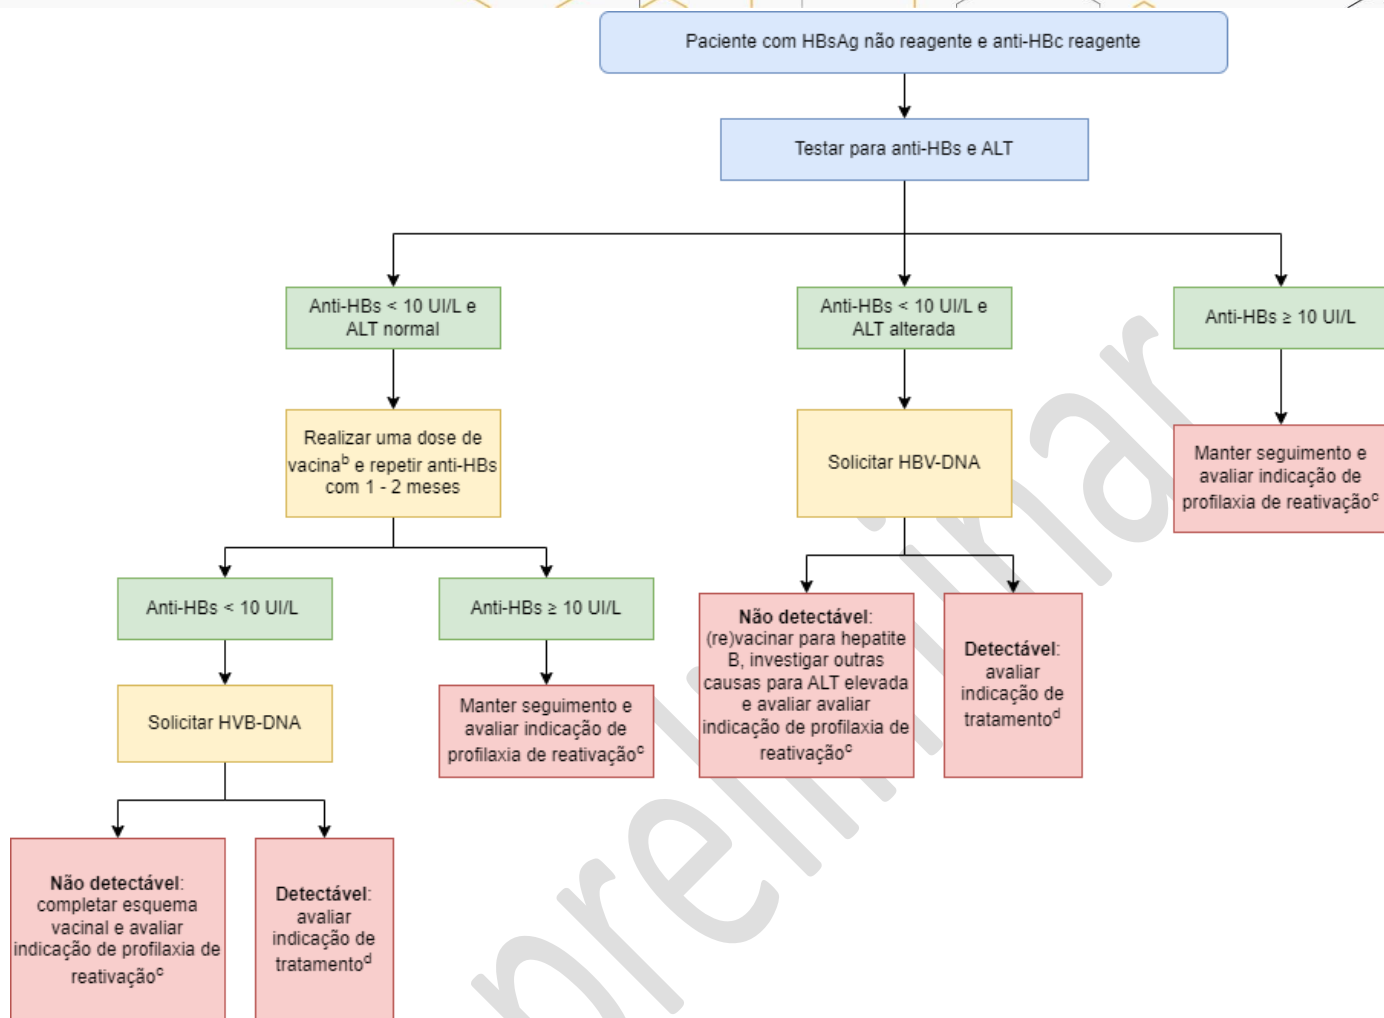 Paciente com HBsAg não reagente e anti-HBc reagente
Testar para anti-HBs e ALT
Anti-HBs < 10 UI/L e
ALT normal
Anti-HBs < 10 UI/L e
ALT alterada
Anti-HBs ≥ 10 UI/L
Realizar uma dose de
vacinaᵇ e repetir anti-HBs
com 1 - 2 meses
Solicitar HBV-DNA
Manter seguimento e
avaliar indicação de
profilaxia de reativaçãoᶜ
Anti-HBs < 10 UI/L
Anti-HBs ≥ 10 UI/L
Não detectável:
(re)vacinar para hepatite
B, investigar outras
causas para ALT elevada
e avaliar avaliar
indicação de profilaxia de
reativaçãoᶜ
Detectável:
avaliar
indicação de
tratamentoᵈ
Solicitar HVB-DNA
Manter seguimento e
avaliar indicação de
profilaxia de reativaçãoᶜ
Não detectável:
completar esquema
vacinal e avaliar
indicação de profilaxia de
reativaçãoᶜ
Detectável:
avaliar
indicação de
tratamentoᵈ
preliminar